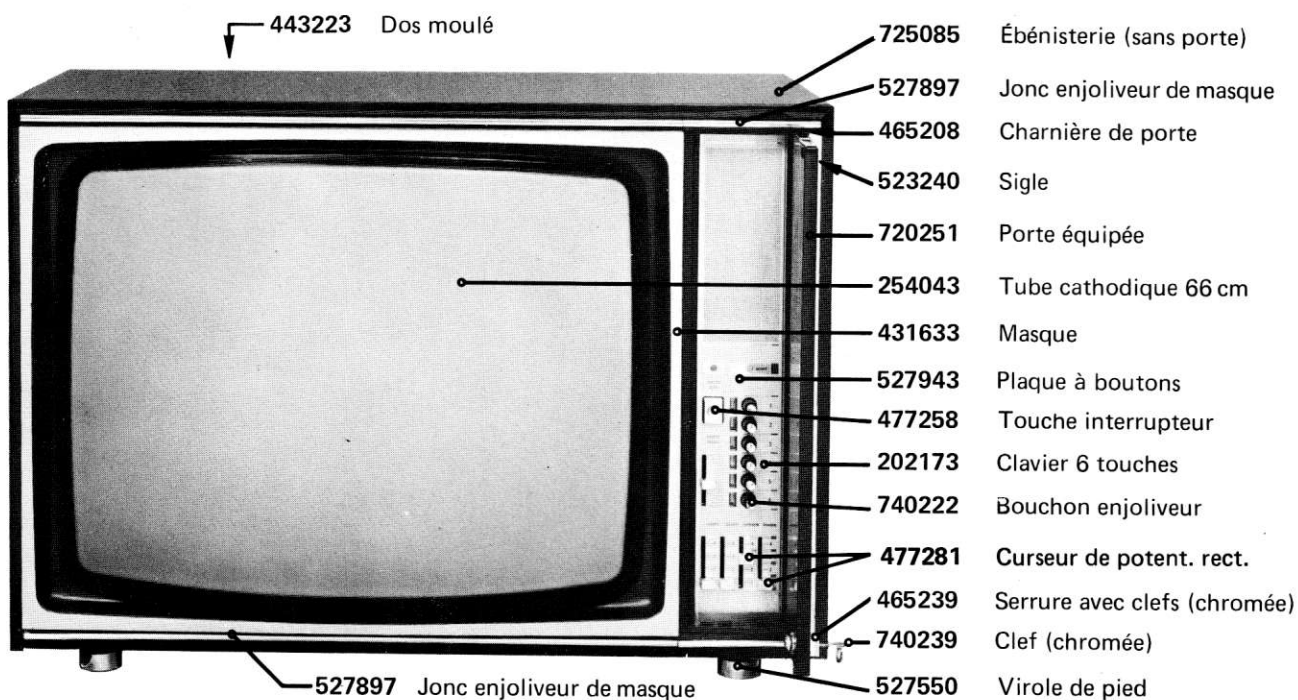 443223 Dos moulé
725085 Ébénisterie (sans porte)
527897 Jonc enjoliveur de masque
465208 Charnière de porte
523240 Sigle
720251 Porte équipée
254043 Tube cathodique 66 cm
431633 Masque
527943 Plaque à boutons
477258 Touche interrupteur
202173 Clavier 6 touches
740222 Bouchon enjoliveur
477281 Curseur de potent. rect.
465239 Serrure avec clefs (chromée)
740239 Clef (chromée)
527897 Jonc enjoliveur de masque
527550 Virole de pied